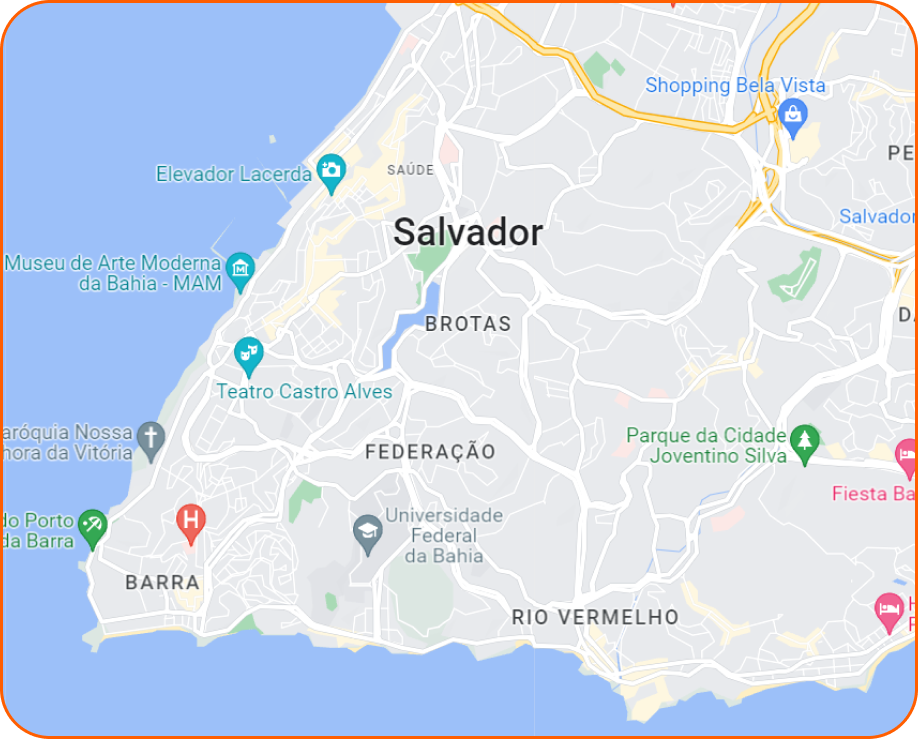 Shopping Bela Vista
PE
Elevador Lacerda
SAÚDE
Salvador
Salvador
Museu de Arte Moderna
da Bahia - MAM
BROTAS
Teatro Castro Alves
Nossa
da Vitória
FEDERAÇÃO
Parque da Cidade
Joventino Silva
Fiesta Ba
do Porto
da Barra
H
Universidade
Federal
da Bahia
BARRA
RIO VERMELHO